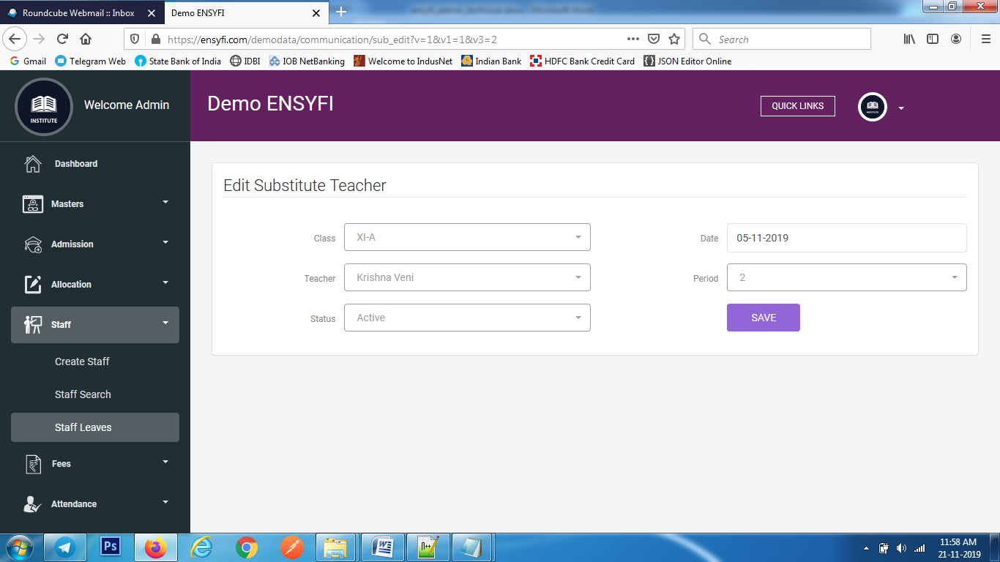 Roundcube Webmail :: Inbox
Demo ENSYFI
https://ensyfi.com/demodata/communication/sub_edit?v=1&v1=1&v3=2
Search
Gmail
Telegram Web
State Bank of India
IDBI
IOB NetBanking
Welcome to IndusNet
Indian Bank
HDFC Bank Credit Card
JSON Editor Online
INSTITUTE
Welcome Admin
Demo ENSYFI
QUICK LINKS
INSTITUTE
Dashboard
Masters
Admission
Allocation
Staff
Create Staff
Staff Search
Staff Leaves
Fees
Attendance
Edit Substitute Teacher
Class
XI-A
Date
05-11-2019
Teacher
Krishna Veni
Period
2
Status
Active
SAVE
Ps
11:58 AM
21-11-2019